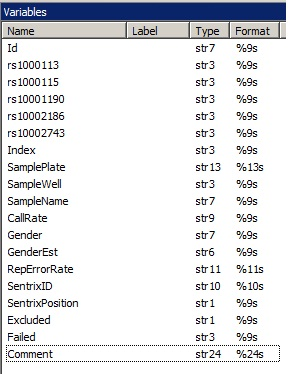 Variables
Name Label Type Format
Id str7 %9s
rs1000113 str3 %9s
rs1000115 str3 %9s
rs10001190 str3 %9s
rs10002186 str3 %9s
rs10002743 str3 %9s
Index str3 %9s
SamplePlate str13 %13s
SampleWell str3 %9s
SampleName str7 %9s
CallRate str9 %9s
Gender str7 %9s
GenderEst str6 %9s
RepErrorRate str11 %11s
SentrixID str10 %10s
SentrixPosition str1 %9s
Excluded str1 %9s
Failed str3 %9s
Comment str24 %24s